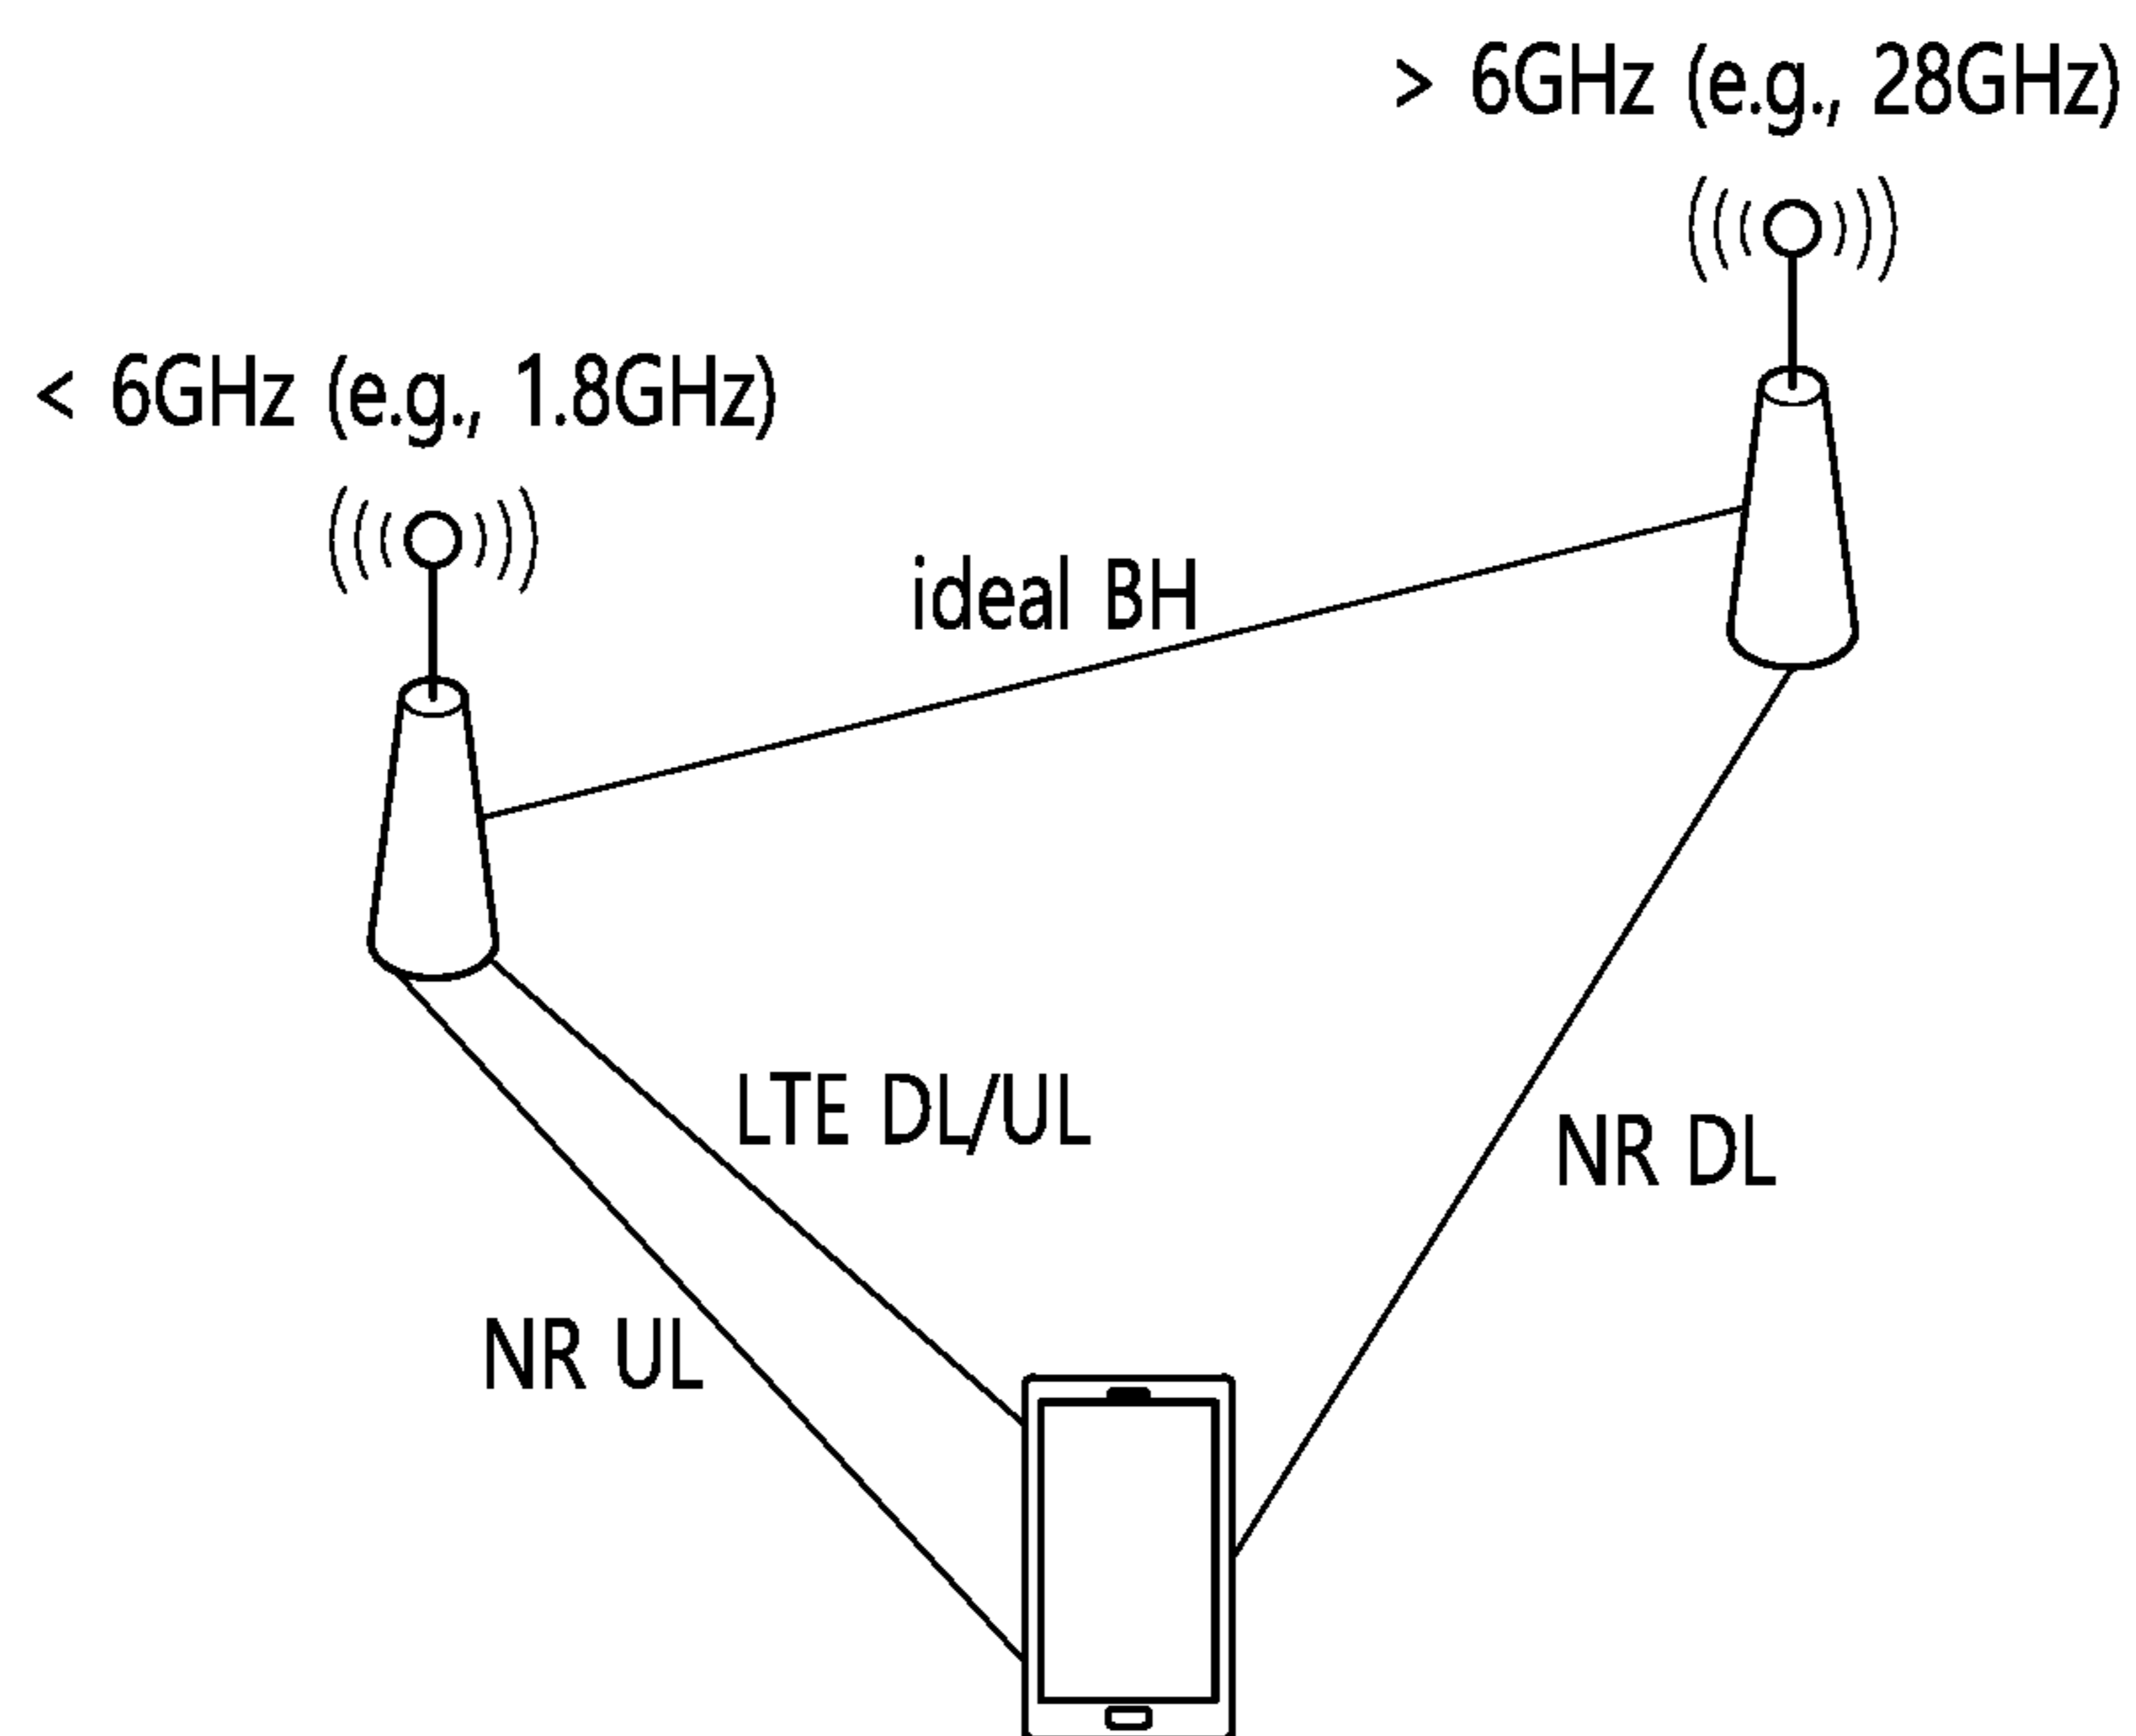 > 6GHz (e.g., 28GHz)
< 6GHz (e.g., 1.8GHz)
ideal BH
LTE DL/UL
NR DL
NR UL